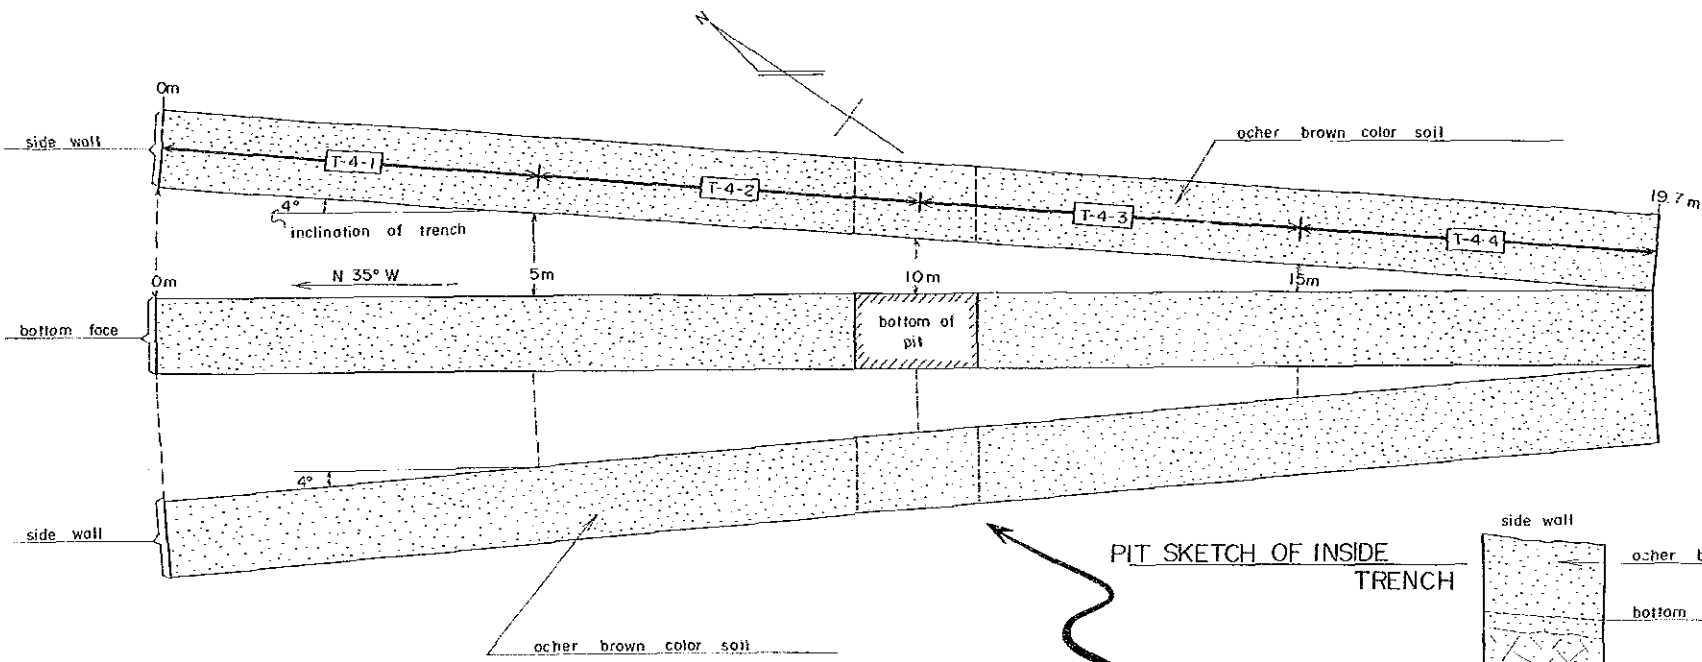 N
0m
side wall
ocher brown color soil
T-4-1
T-4-2
T-4-3
T-4-4
19.7m
4°
inclination of trench
N 35° W
0m
5m
10m
15m
bottom face
bottom of
pit
4°
side wall
ocher brown color soil
PIT SKETCH OF INSIDE
TRENCH
side wall
ocher b
bottom